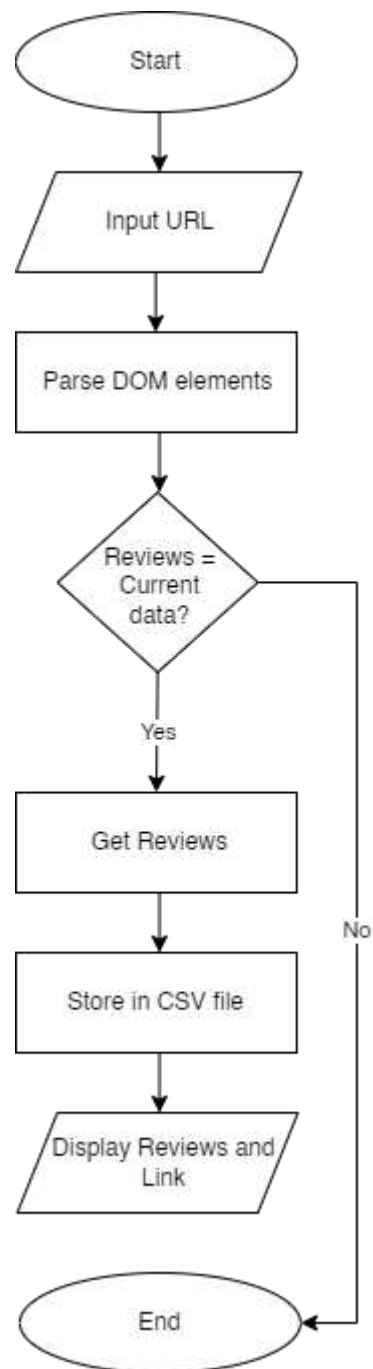 Start
Input URL
Parse DOM elements
Reviews =
Current
data?
Yes
Get Reviews
No
Store in CSV file
Display Reviews and
Link
End